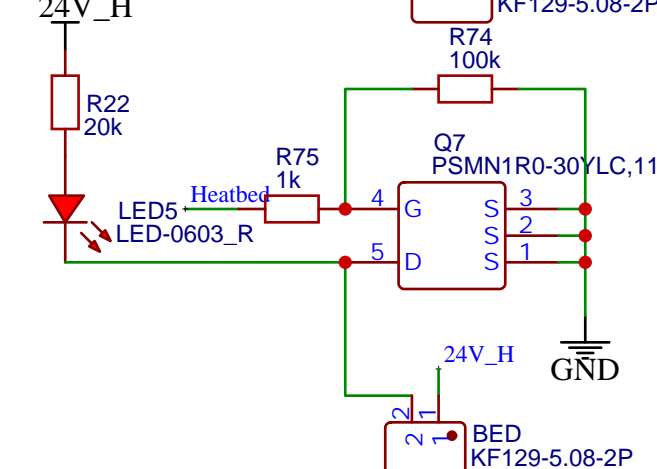 24V_H
KF129-5.08-2P
R74
100k
R22
20k
Q7
PSMN1R0-30YLC,11
R75
1k
Heatbed
LED5
LED-0603_R
4
G
S
3
S
2
5
D
S
1
24V_H
GND
2
1
2
1
BED
KF129-5.08-2P